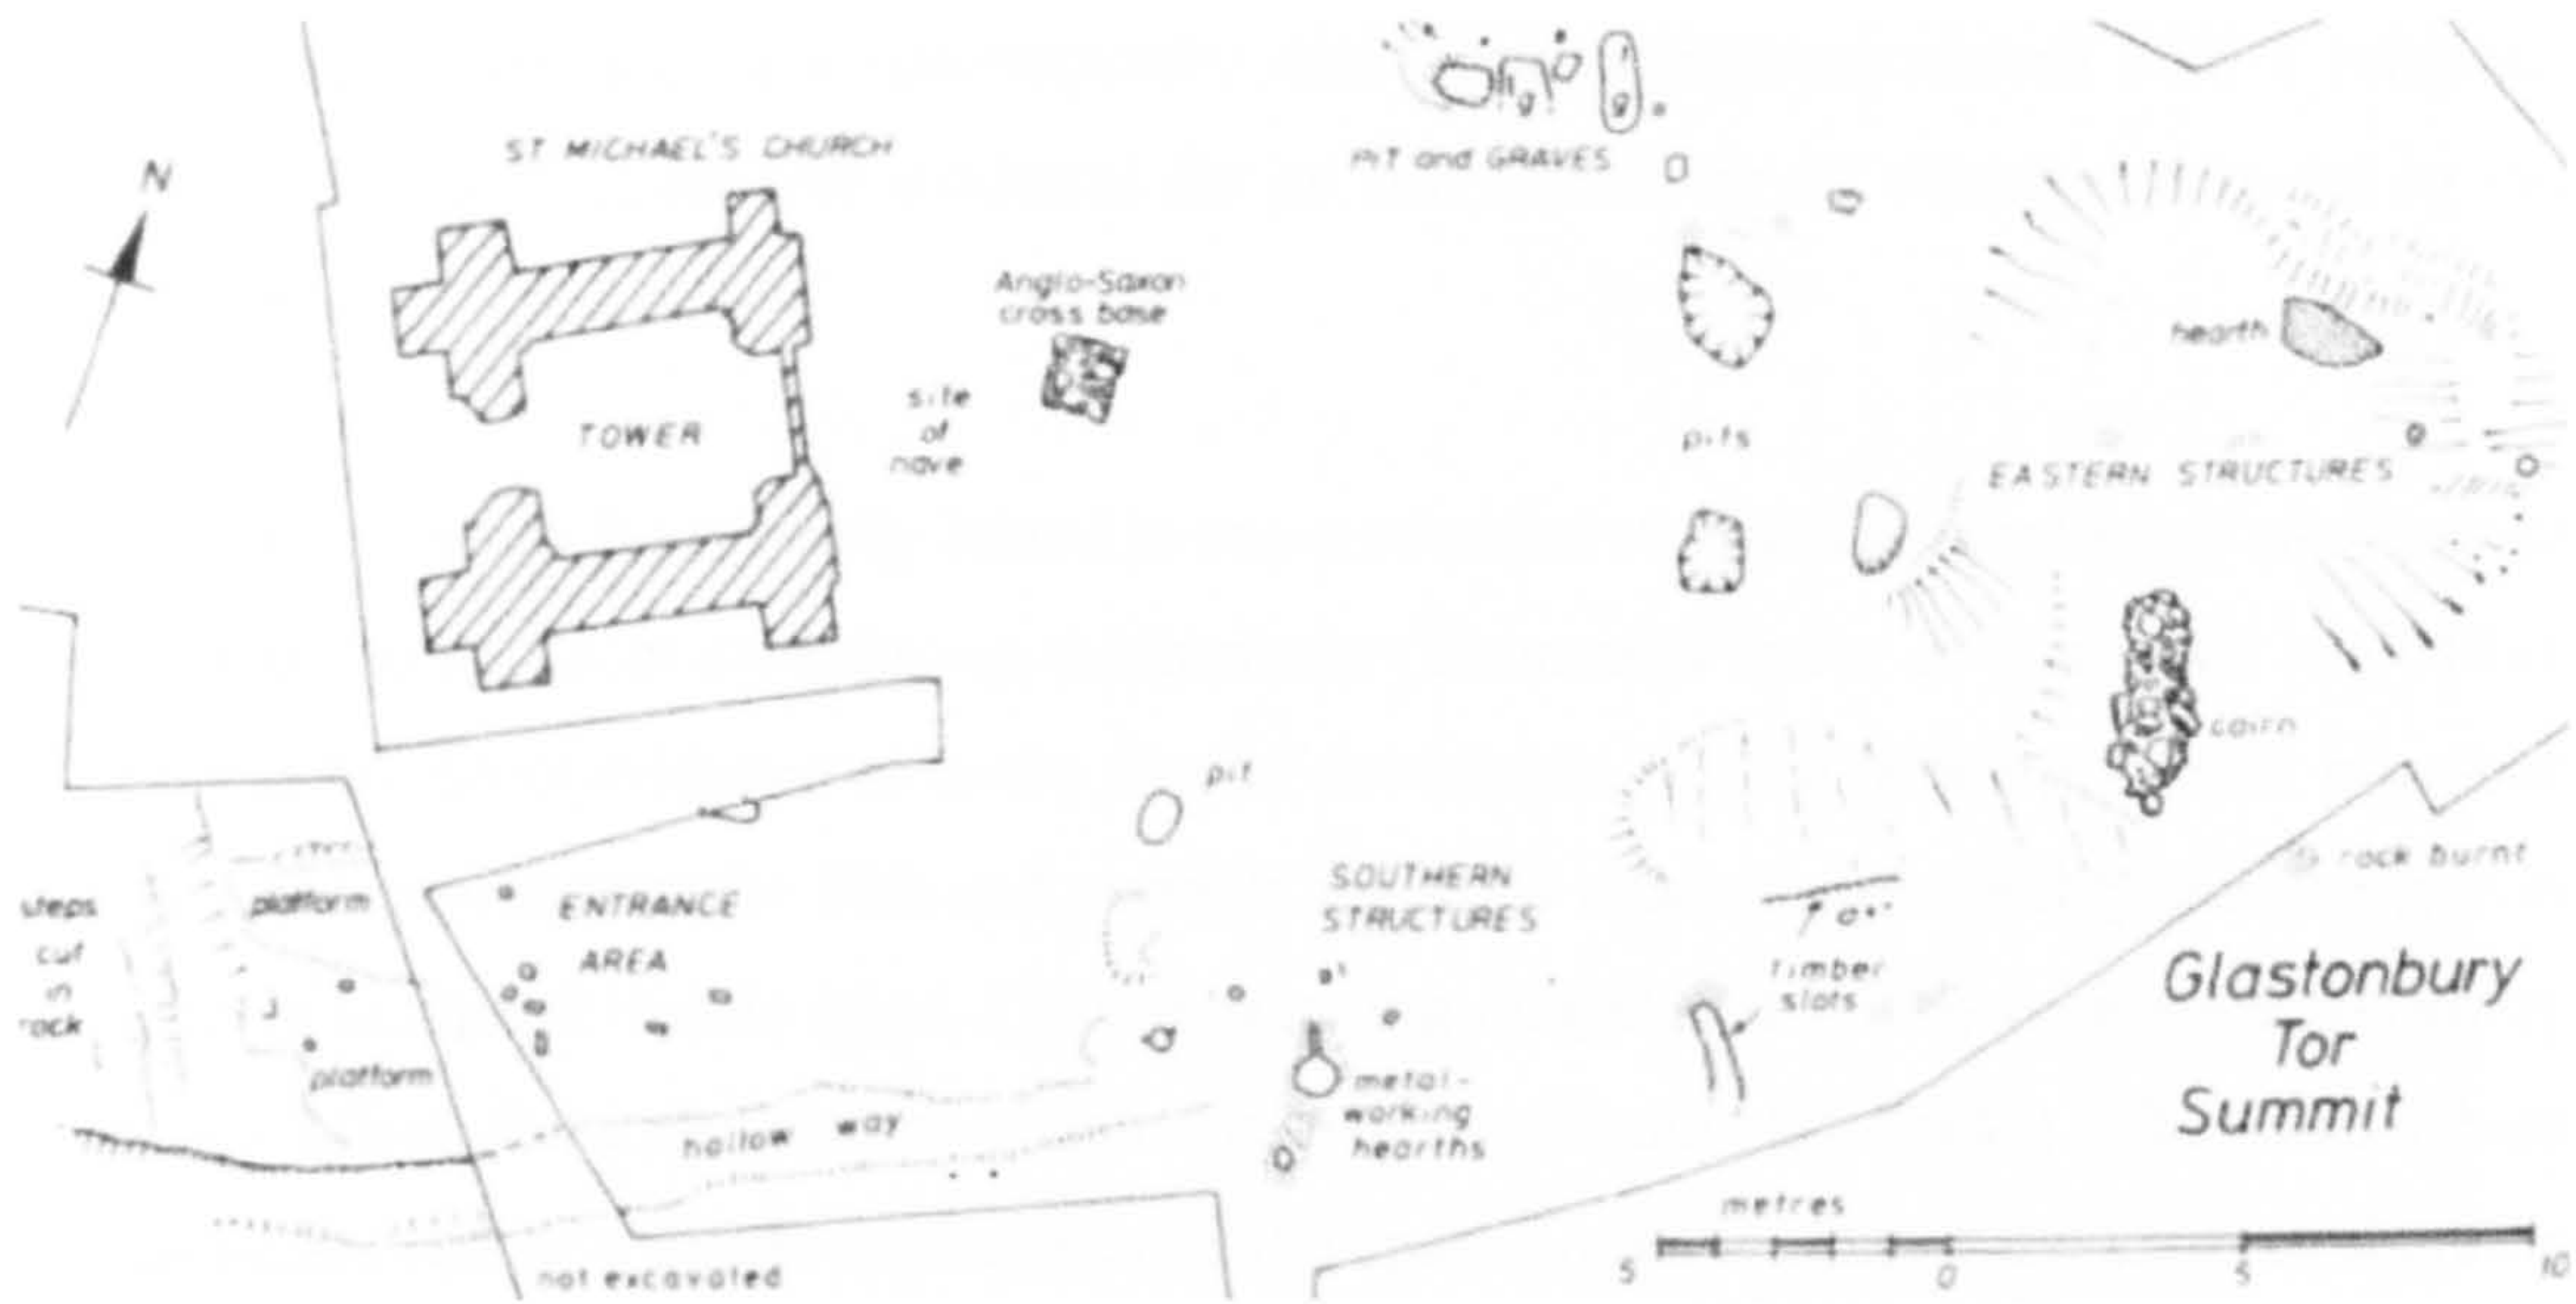 N
ST MICHAEL'S CHURCH
TOWER
site
of
nave
Anglo-Saxon
cross base
g
g
PIT and GRAVES
pits
hearth
EASTERN STRUCTURES
cairn
rock burnt
pit
SOUTHERN
STRUCTURES
timber
slots
metal-
working
hearths
ENTRANCE
AREA
steps
cut
in
rock
platform
platform
hollow way
not excavated
Glastonbury
Tor
Summit
metres
5 0 5 10